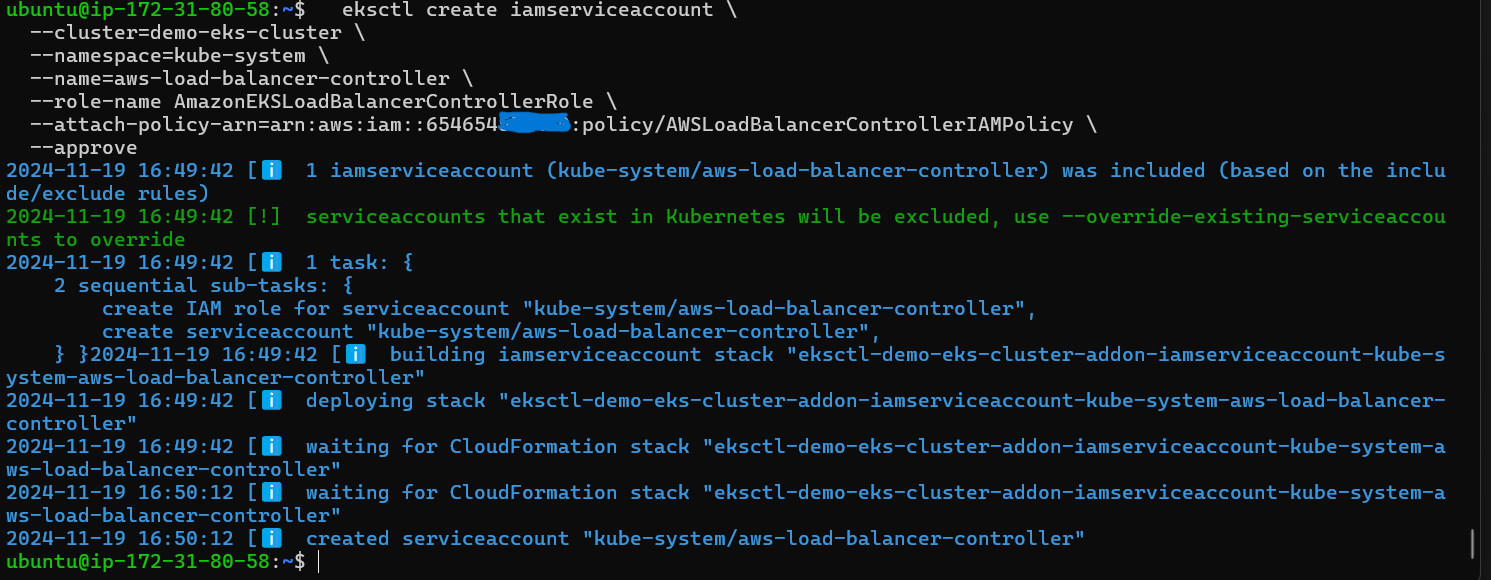 ubuntu@ip-172-31-80-58:~$   eksctl create iamserviceaccount \
  --cluster=demo-eks-cluster \
  --namespace=kube-system \
  --name=aws-load-balancer-controller \
  --role-name AmazonEKSLoadBalancerControllerRole \
  --attach-policy-arn=arn:aws:iam::654654 :policy/AWSLoadBalancerControllerIAMPolicy \
  --approve
2024-11-19 16:49:42 [ℹ]  1 iamserviceaccount (kube-system/aws-load-balancer-controller) was included (based on the inclu
de/exclude rules)
2024-11-19 16:49:42 [!]  serviceaccounts that exist in Kubernetes will be excluded, use --override-existing-serviceaccou
nts to override
2024-11-19 16:49:42 [ℹ]  1 task: {
    2 sequential sub-tasks: {
        create IAM role for serviceaccount "kube-system/aws-load-balancer-controller",
        create serviceaccount "kube-system/aws-load-balancer-controller",
    } }2024-11-19 16:49:42 [ℹ]  building iamserviceaccount stack "eksctl-demo-eks-cluster-addon-iamserviceaccount-kube-s
ystem-aws-load-balancer-controller"
2024-11-19 16:49:42 [ℹ]  deploying stack "eksctl-demo-eks-cluster-addon-iamserviceaccount-kube-system-aws-load-balancer-
controller"
2024-11-19 16:49:42 [ℹ]  waiting for CloudFormation stack "eksctl-demo-eks-cluster-addon-iamserviceaccount-kube-system-a
ws-load-balancer-controller"
2024-11-19 16:50:12 [ℹ]  waiting for CloudFormation stack "eksctl-demo-eks-cluster-addon-iamserviceaccount-kube-system-a
ws-load-balancer-controller"
2024-11-19 16:50:12 [ℹ]  created serviceaccount "kube-system/aws-load-balancer-controller"
ubuntu@ip-172-31-80-58:~$